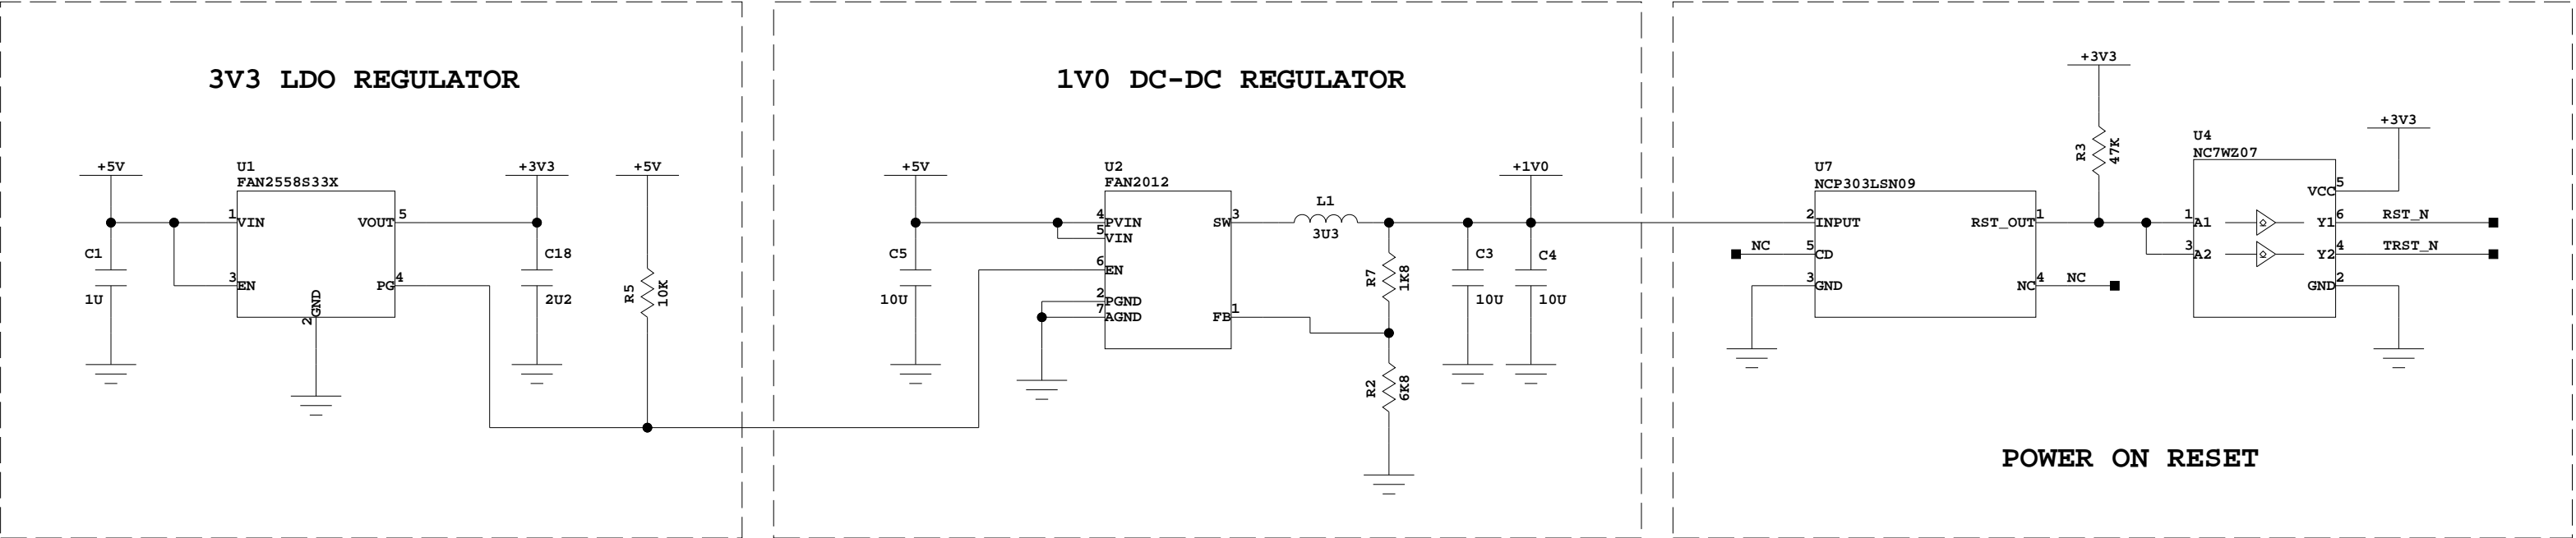 3V3 LDO REGULATOR
+5V
U1
FAN2558S33X
1
VIN
VOUT
5
3
EN
PG
4
GND
2
C1
1U
+3V3
C18
2U2
+5V
R5
10K
1V0 DC-DC REGULATOR
+5V
C5
10U
U2
FAN2012
4
PVIN
5
VIN
6
EN
2
PGND
7
AGND
SW
3
FB
1
L1
3U3
R7
1K8
R2
6K8
+1V0
C3
10U
C4
10U
POWER ON RESET
U7
NCP303LSN09
2
INPUT
RST_OUT
1
NC
5
CD
3
GND
NC
4
NC
+3V3
R3
47K
U4
NC7WZ07
+3V3
VCC
5
1
A1
Y1
6
RST_N
3
A2
Y2
4
TRST_N
GND
2